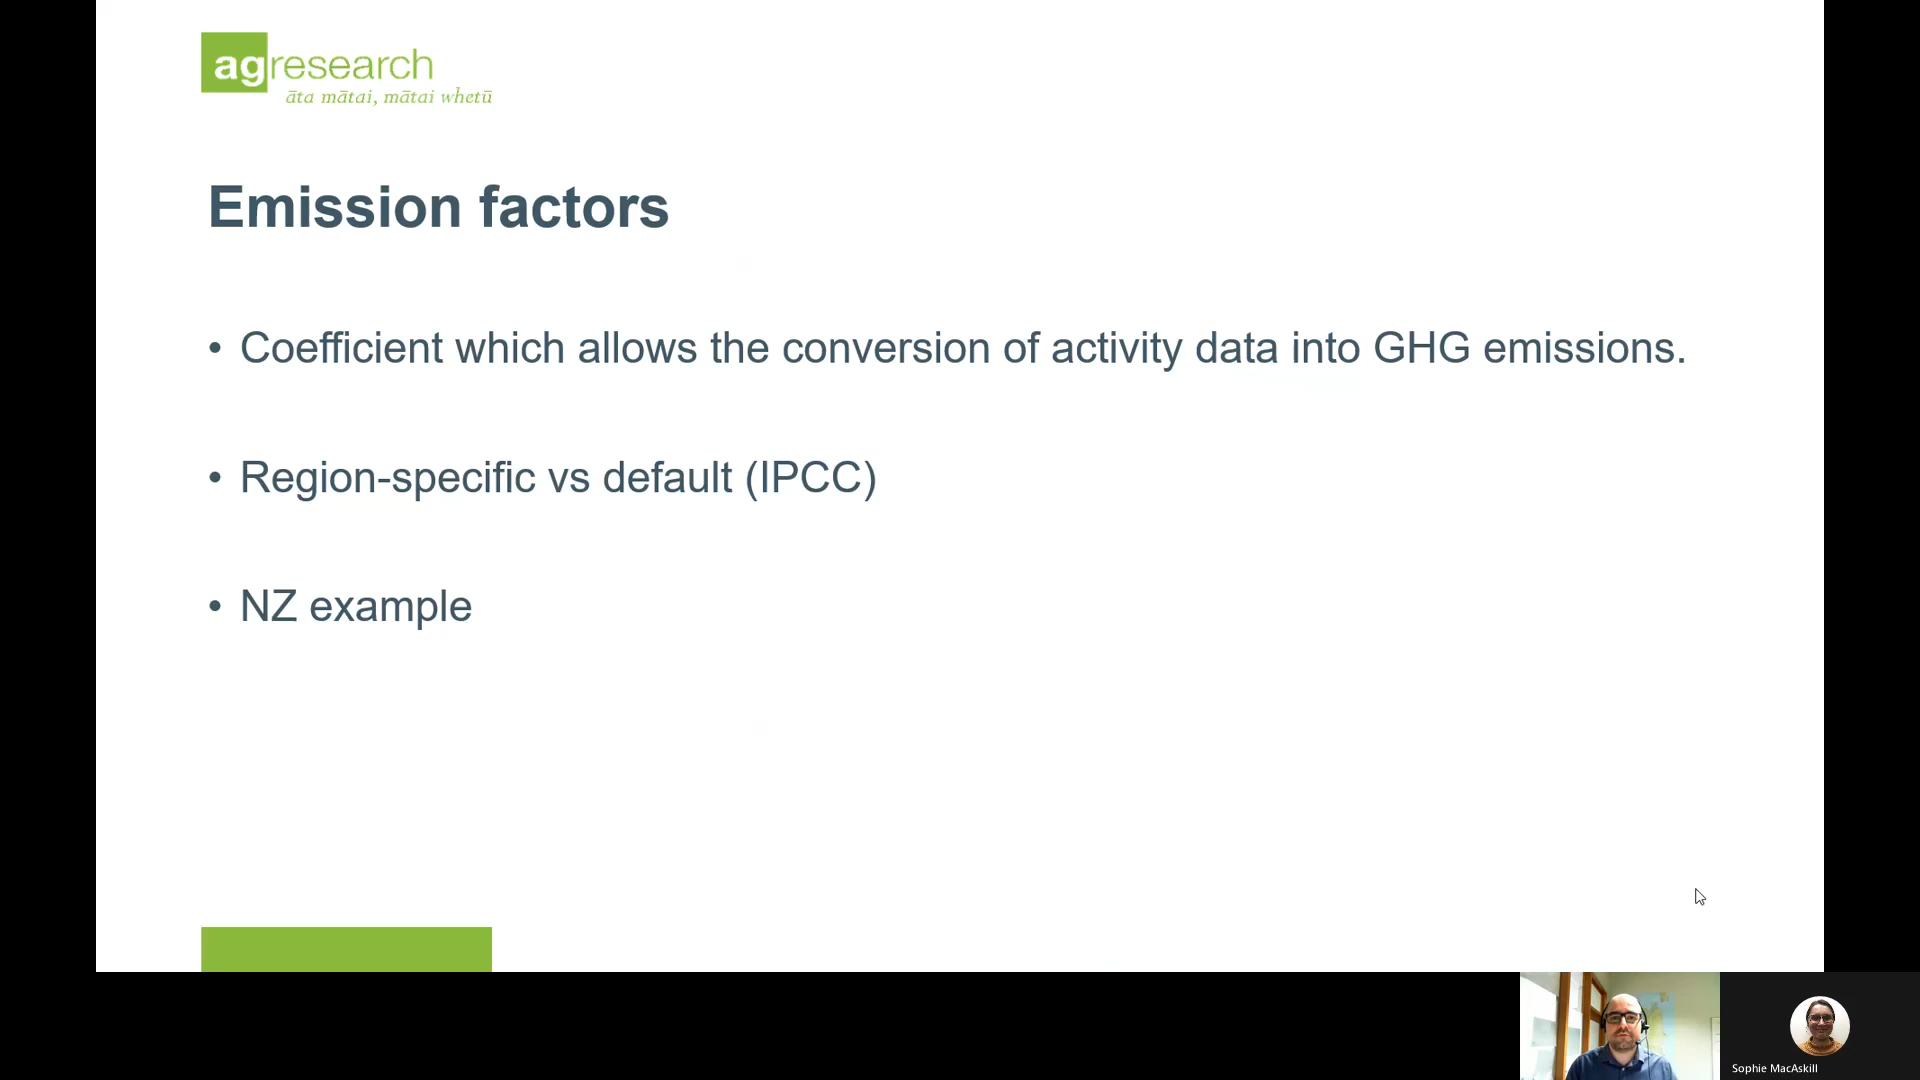 agresearch
āta mātai, mātai whetū
Emission factors
• Coefficient which allows the conversion of activity data into GHG emissions.
• Region-specific vs default (IPCC)
• NZ example
Sophie MacAskill